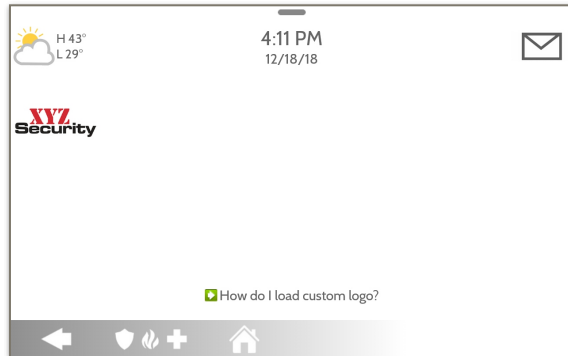 H 43°
L 29°
4:11 PM
12/18/18
XYZ
Security
How do I load custom logo?